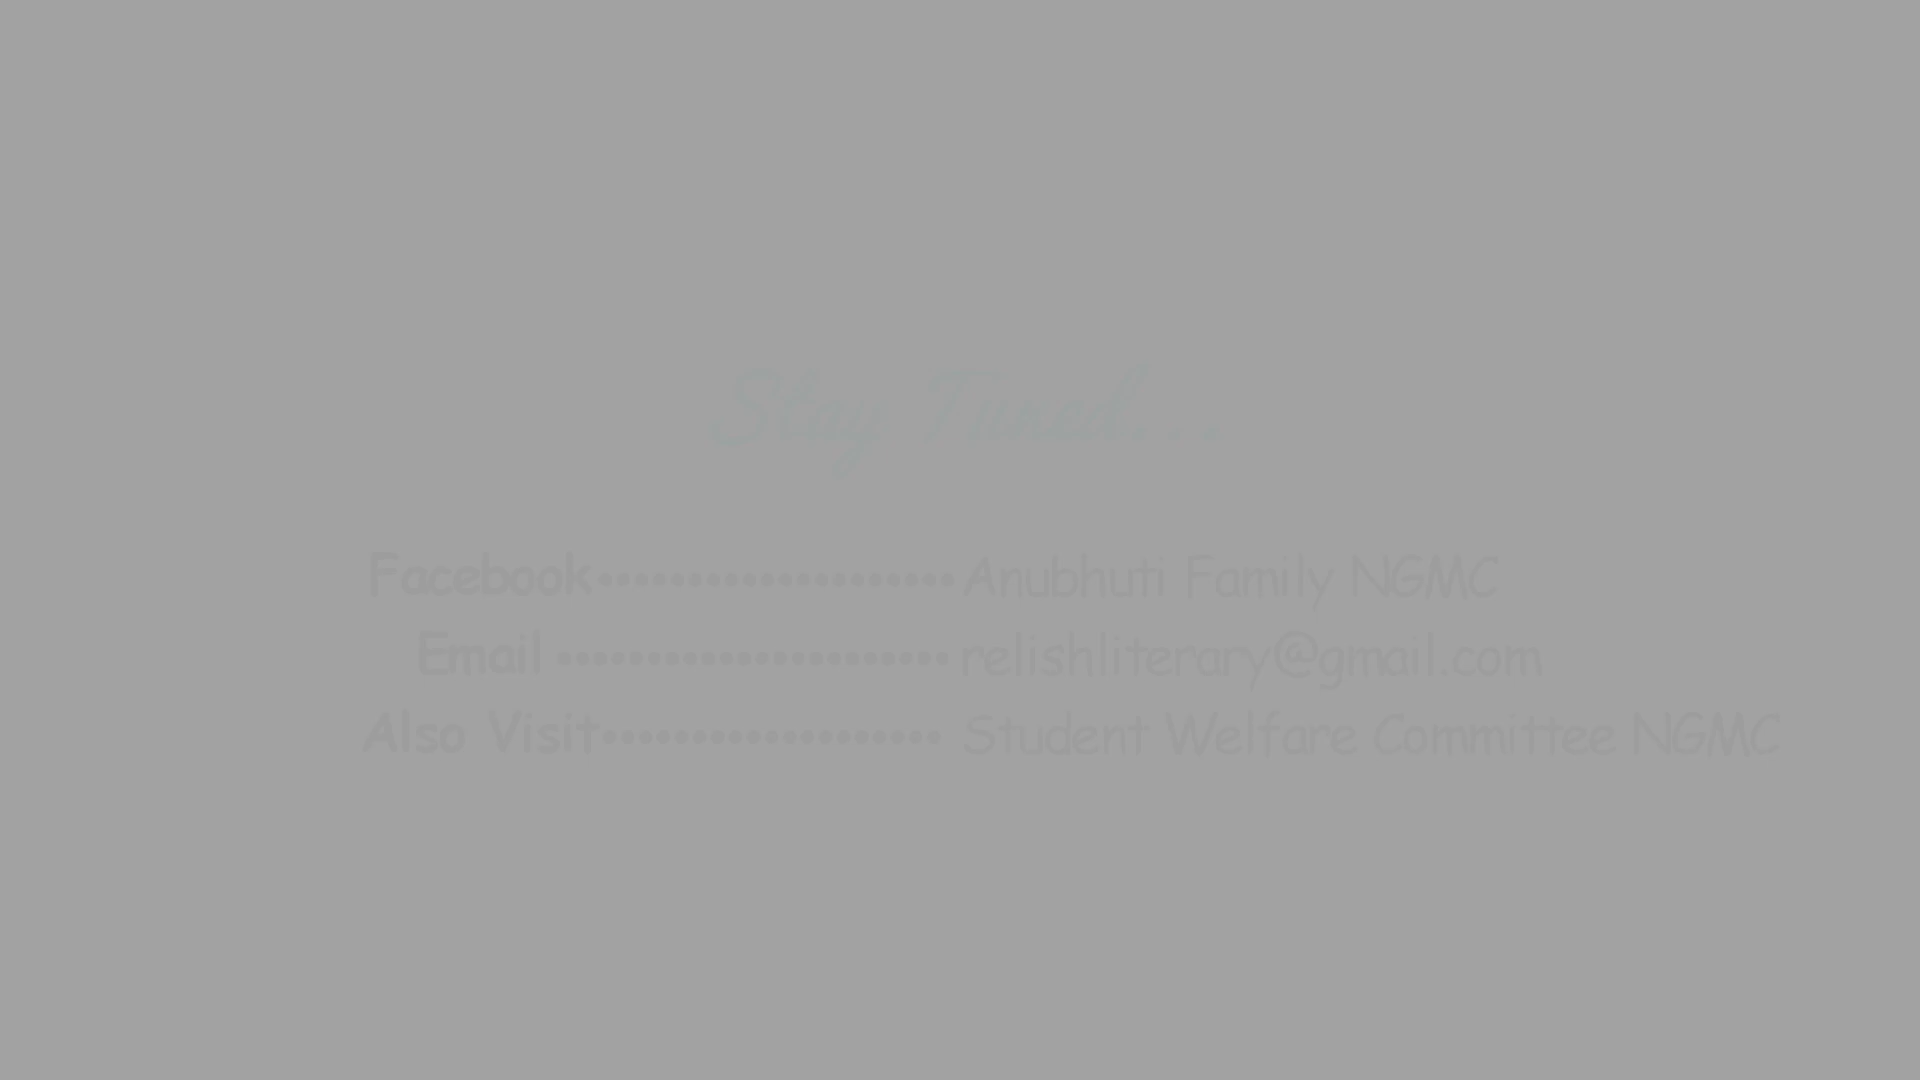 Stay Tuned...
Facebook•••••••••••••••••••• Anubhuti Family NGMC
Email •••••••••••••••••••••• relishliterary@gmail.com
Also Visit••••••••••••••••••• Student Welfare Committee NGMC